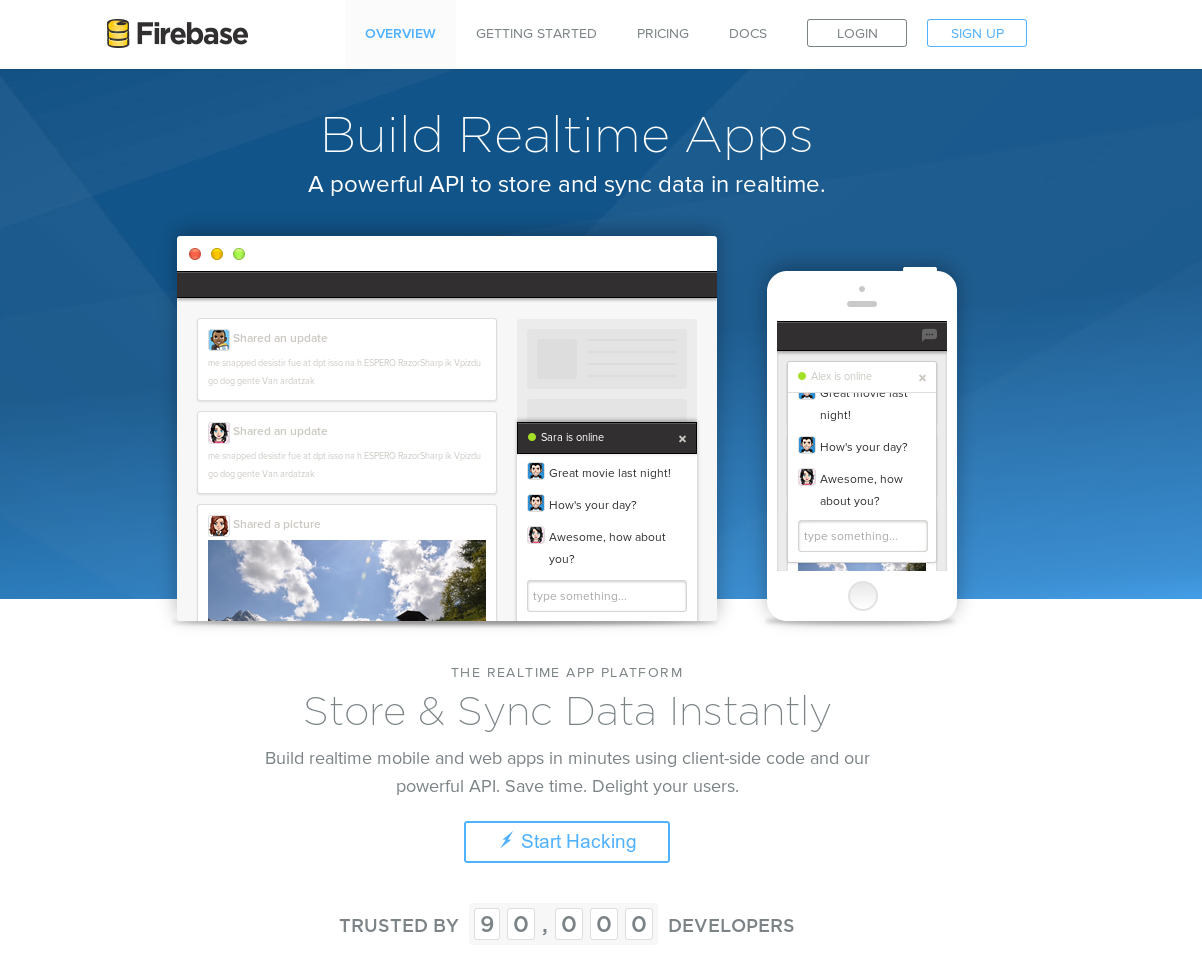 Firebase
OVERVIEW
GETTING STARTED
PRICING
DOCS
LOGIN
SIGN UP
Build Realtime Apps
A powerful API to store and sync data in realtime.
Shared an update
me snapped desistir fue at dpt isso na h ESPERO RazorSharp ik Vpizdu
go dog gente Van ardatzak
Shared an update
me snapped desistir fue at dpt isso na h ESPERO RazorSharp ik Vpizdu
go dog gente Van ardatzak
Shared a picture
Sara is online
×
Great movie last night!
How's your day?
Awesome, how about
you?
type something...
Alex is online
×
Great movie last
night!
How's your day?
Awesome, how
about you?
type something...
THE REALTIME APP PLATFORM
Store & Sync Data Instantly
Build realtime mobile and web apps in minutes using client-side code and our
powerful API. Save time. Delight your users.
Start Hacking
TRUSTED BY 90,000 DEVELOPERS